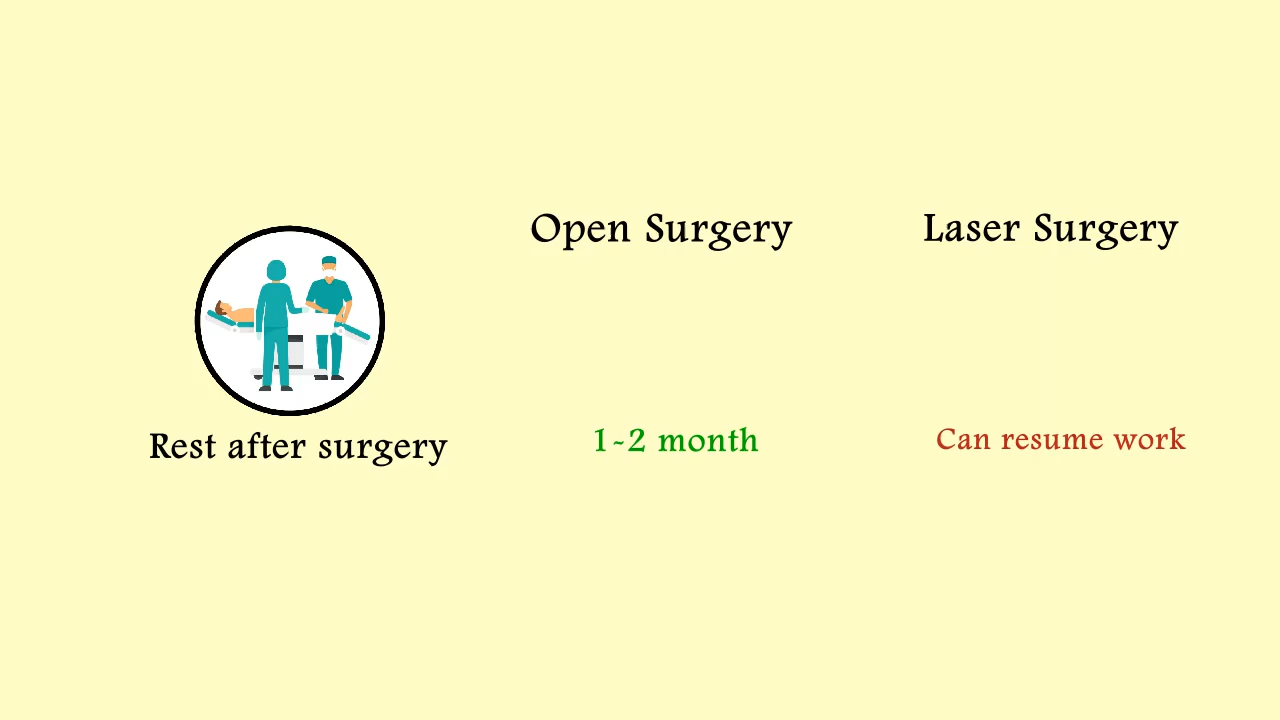 Open Surgery
Laser Surgery
Rest after surgery
1-2 month
Can resume work